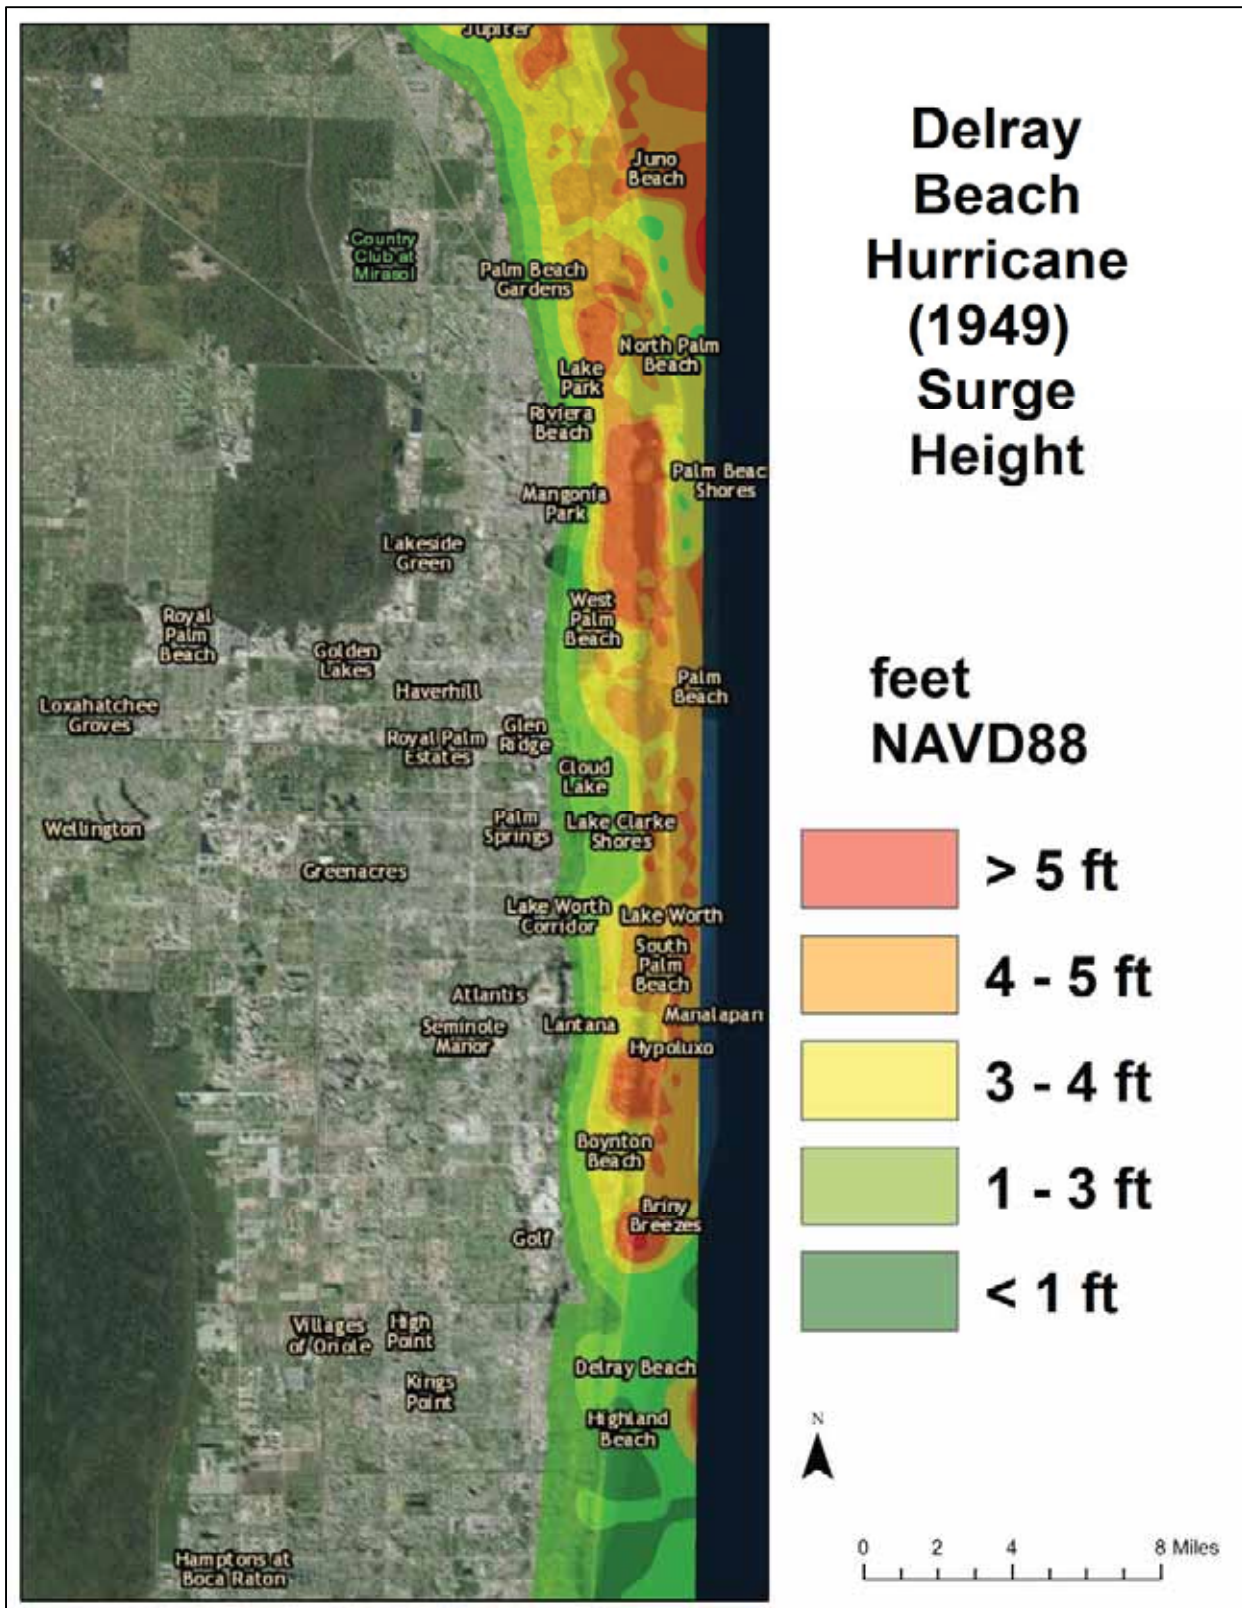 Jupiter
Juno
Beach
Country
Club at
Mirasol
Palm Beach
Gardens
North Palm
Beach
Lake
Park
Riviera
Beach
Palm Beac
Shores
Mangonia
Park
Lakeside
Green
West
Palm
Beach
Royal
Palm
Beach
Golden
Lakes
Haverhill
Palm
Beach
Loxahatchee
Groves
Glen
Ridge
Royal Palm
Estates
Cloud
Lake
Wellington
Palm
Springs
Lake Clarke
Shores
Greenacres
Lake Worth
Corridor
Lake Worth
South
Palm
Beach
Atlantis
Manalapan
Seminole
Manor
Lantana
Hypoluxo
Boynton
Beach
Briny
Breezes
Golf
Villages
of Oriole
High
Point
Delray Beach
Kings
Point
Highland
Beach
Hamptons at
Boca Raton
Delray
Beach
Hurricane
(1949)
Surge
Height
feet
NAVD88
> 5 ft
4 - 5 ft
3 - 4 ft
1 - 3 ft
< 1 ft
N
0 2 4 8 Miles